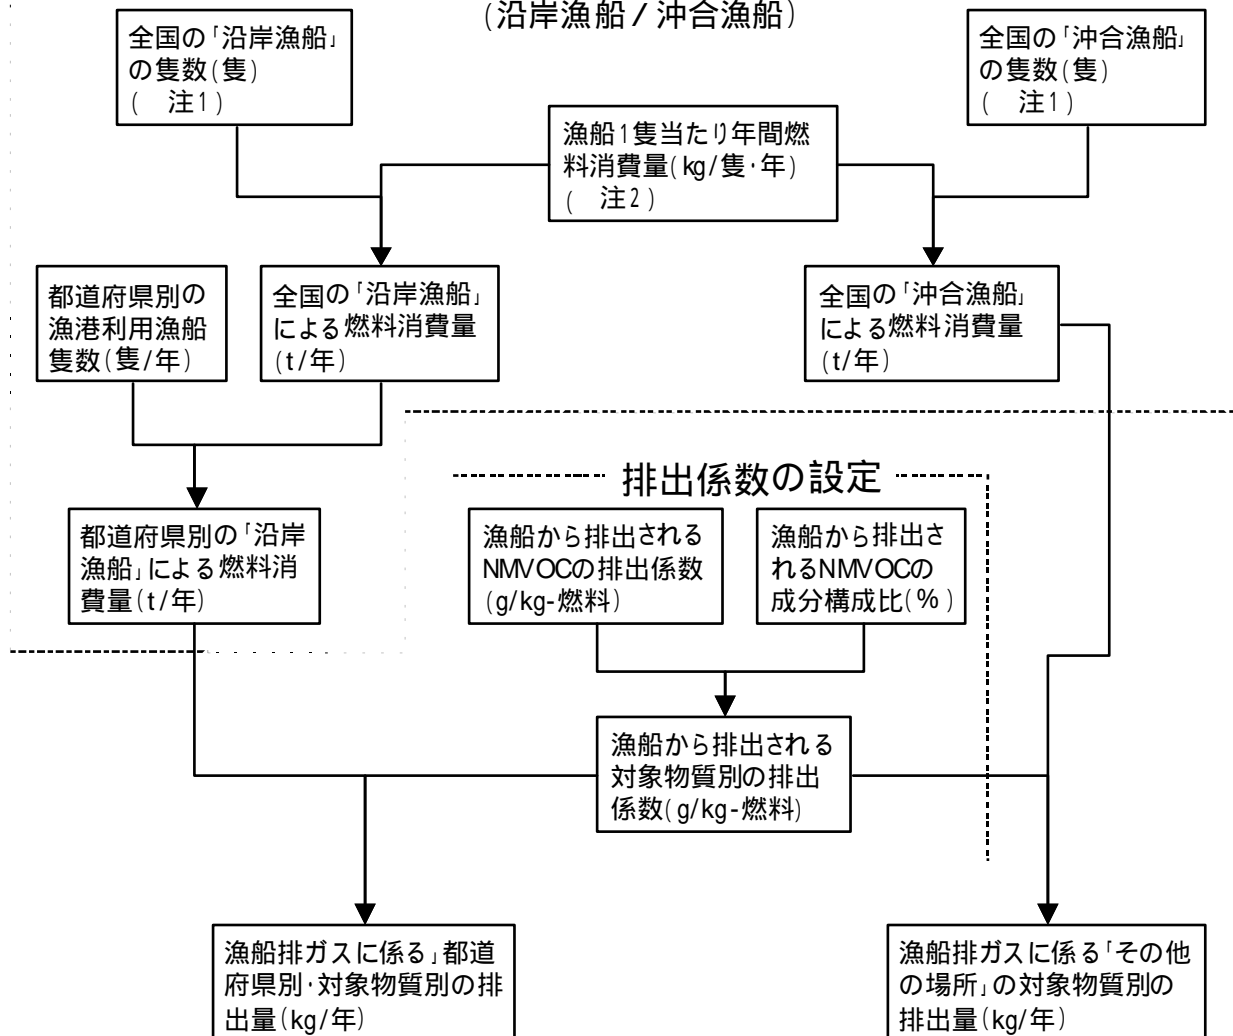 (沿岸漁船/沖合漁船)
全国の「沿岸漁船」
の隻数(隻)
( 注1)
全国の「沖合漁船」
の隻数(隻)
( 注1)
漁船1隻当たり年間燃
料消費量(kg/隻・年)
( 注2)
都道府県別の
漁港利用漁船
隻数(隻/年)
全国の「沿岸漁船」
による燃料消費量
(t/年)
全国の「沖合漁船」
による燃料消費量
(t/年)
排出係数の設定
都道府県別の「沿岸
漁船」による燃料消
費量(t/年)
漁船から排出される
NMVOCの排出係数
(g/kg-燃料)
漁船から排出さ
れるNMVOCの
成分構成比(%)
漁船から排出される
対象物質別の排出
係数(g/kg-燃料)
漁船排ガスに係る」都道
府県別・対象物質別の排
出量(kg/年)
漁船排ガスに係る「その他
の場所」の対象物質別の
排出量(kg/年)